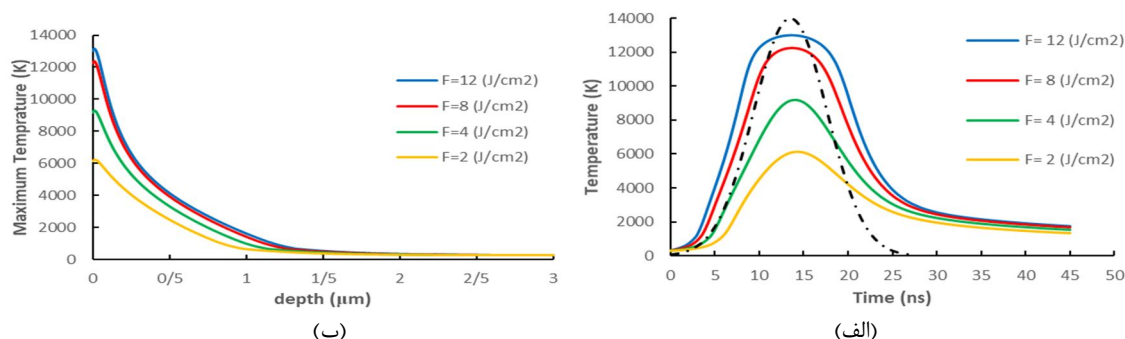 14000
12000
10000
8000
6000
4000
2000
0
Maximum Temprature (K)
F=12 (J/cm2)
F=8 (J/cm2)
F=4 (J/cm2)
F=2 (J/cm2)
0 0/5 1 1/5 2 2/5 3
depth (μm)
(ب)
14000
12000
10000
8000
6000
4000
2000
0
Temperature (K)
F= 12 (J/cm2)
F= 8 (J/cm2)
F= 4 (J/cm2)
F= 2 (J/cm2)
0 5 10 15 20 25 30 35 40 45 50
Time (ns)
(الف)